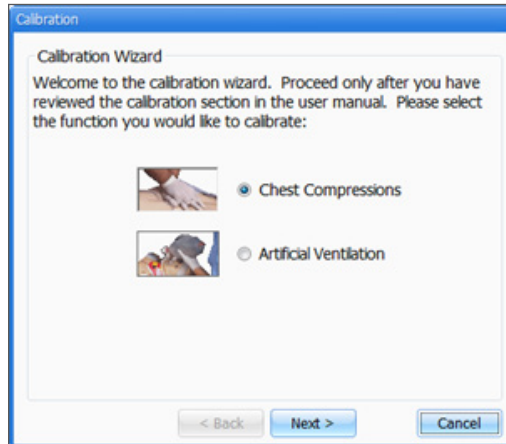 Calibration
Calibration Wizard
Welcome to the calibration wizard.  Proceed only after you have
reviewed the calibration section in the user manual.  Please select
the function you would like to calibrate:
Chest Compressions
Artificial Ventilation
< Back
Next >
Cancel